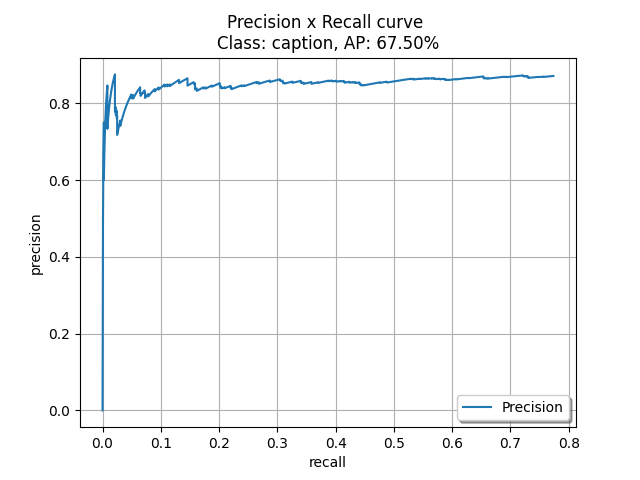 Precision x Recall curve
Class: caption, AP: 67.50%
precision
0.8
0.6
0.4
0.2
0.0
Precision
0.0 0.1 0.2 0.3 0.4 0.5 0.6 0.7 0.8
recall